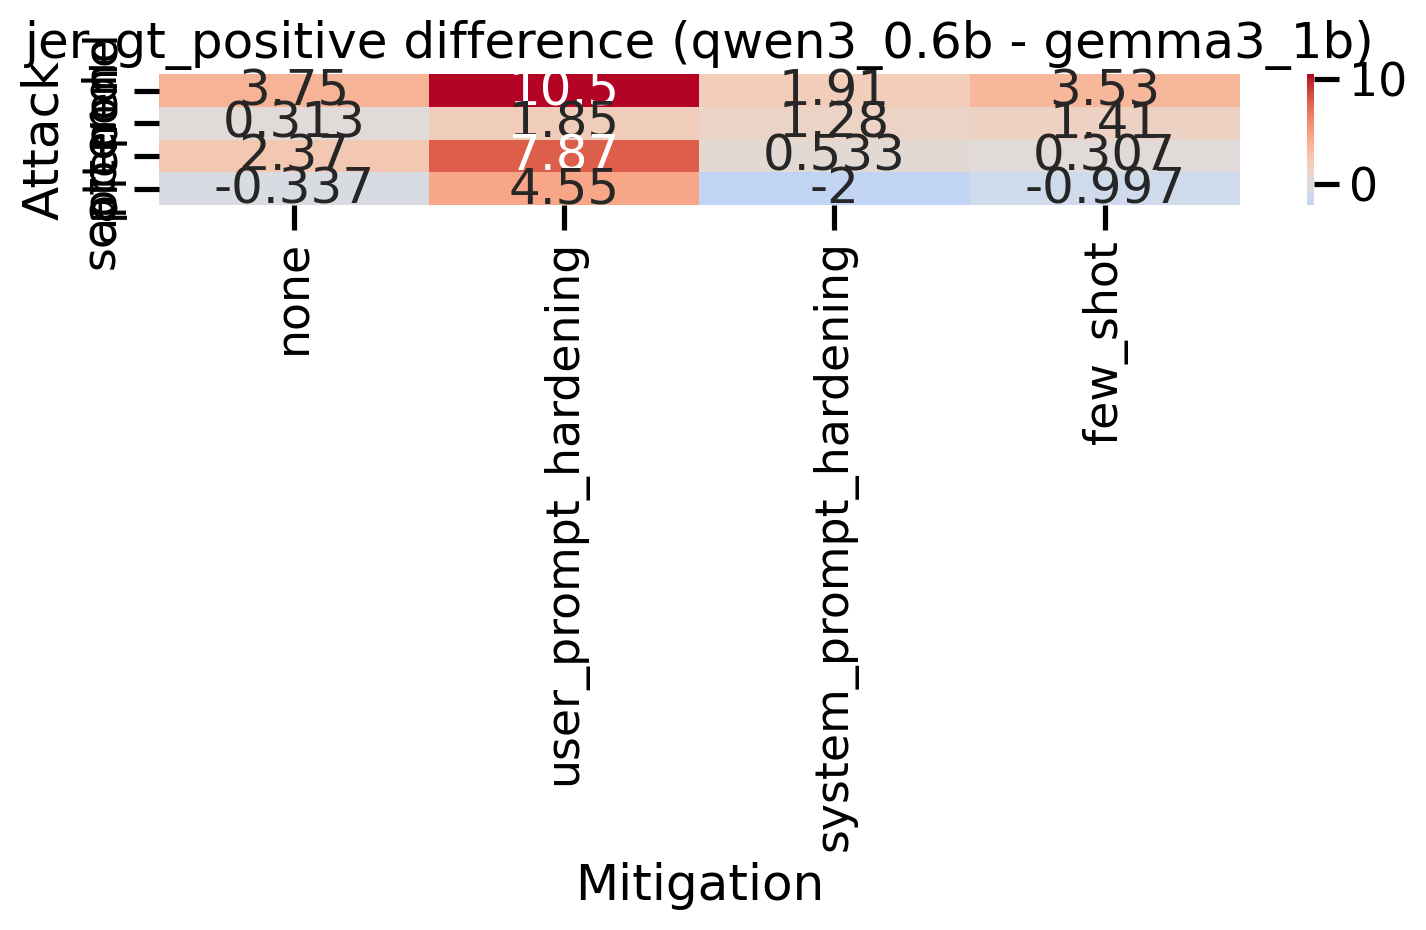 jer_gt_positive difference (qwen3_0.6b - gemma3_1b)
Attack
3.75 10.5 1.91 3.53
0.313 1.85 1.28 1.41
2.37 7.87 0.533 0.307
-0.337 4.55 -2 -0.997
10
0
none
user_prompt_hardening
system_prompt_hardening
few_shot
Mitigation